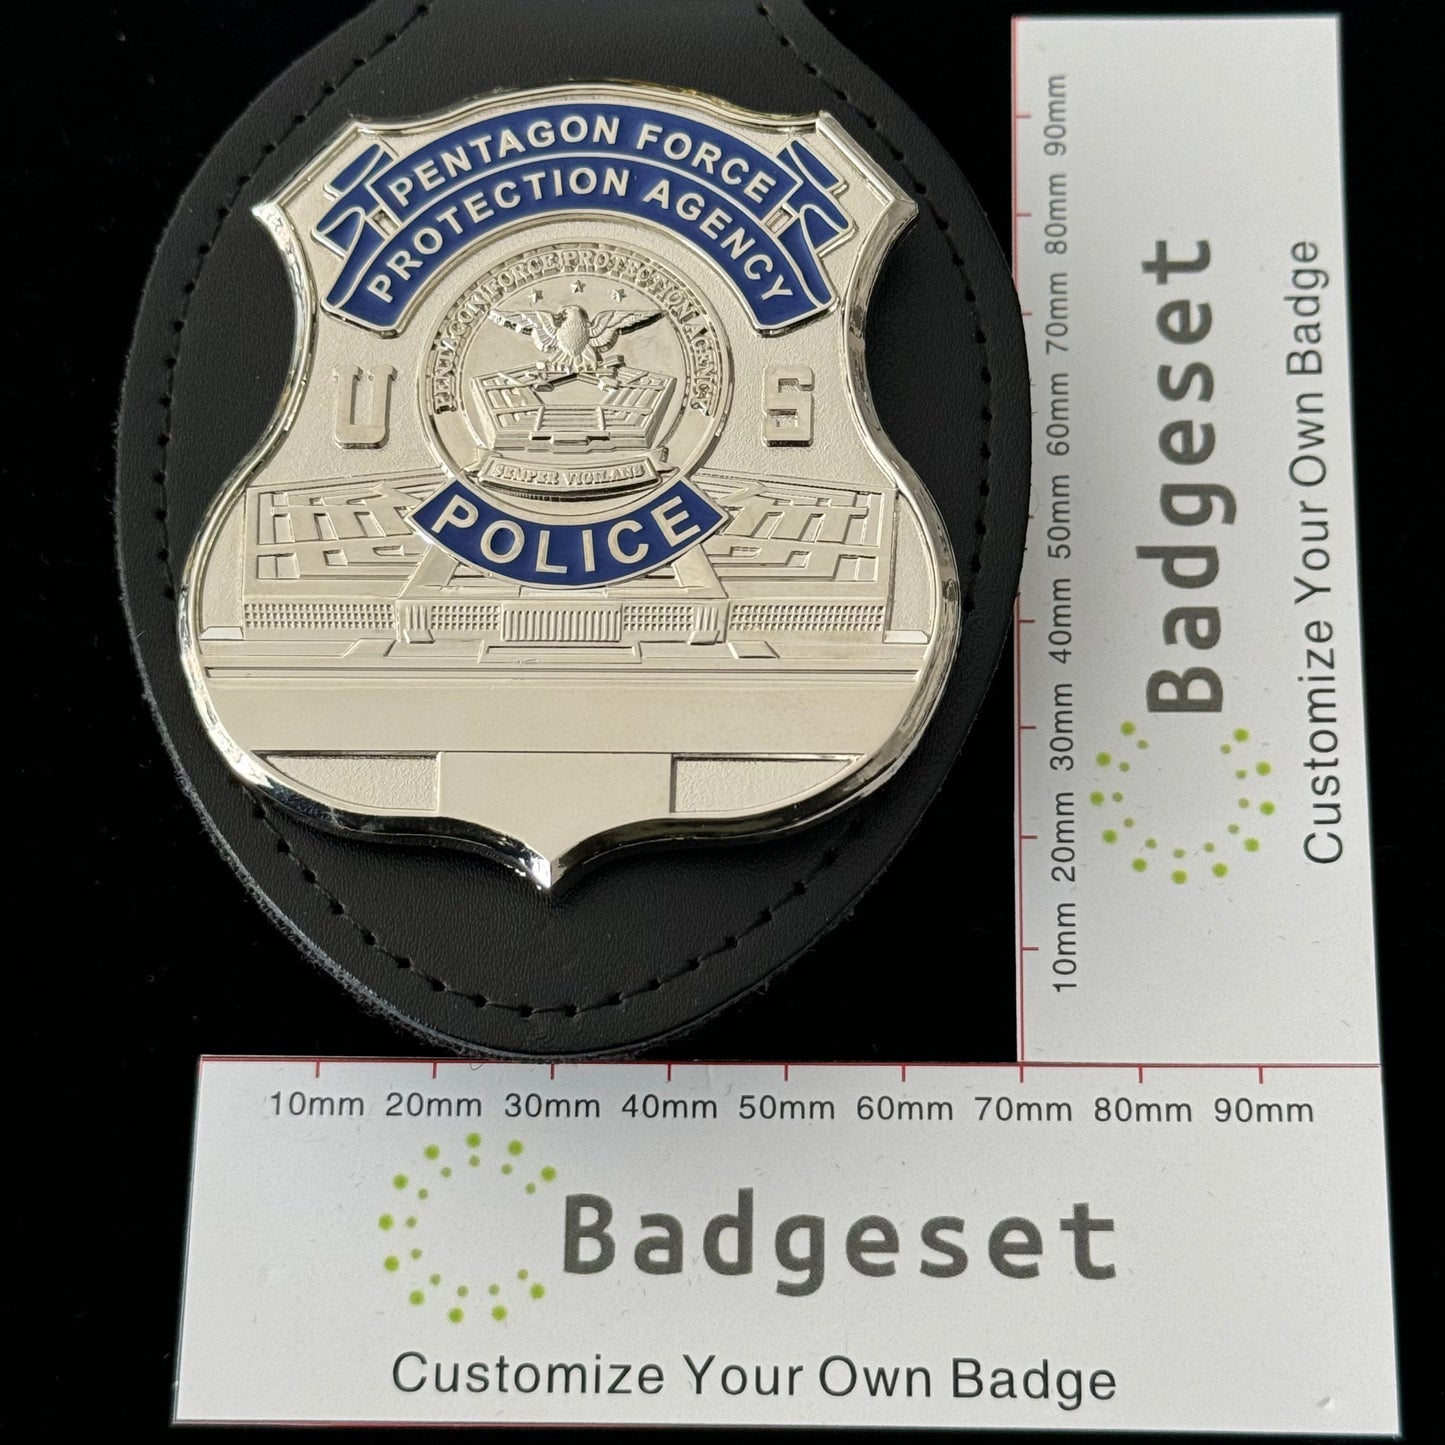 PENTAGON FORCE
PROTECTION AGENCY
PENTAGON FORCE PROTECTION AGENCY
U S
SEMPER VIGILANS
POLICE
90mm
80mm
70mm
60mm
50mm
40mm
30mm
20mm
10mm
Badgeset
Customize Your Own Badge
10mm 20mm 30mm 40mm 50mm 60mm 70mm 80mm 90mm
Badgeset
Customize Your Own Badge